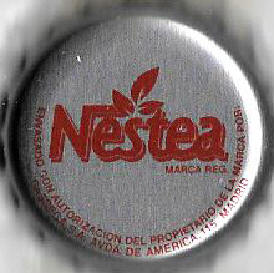 Nestea
MARCA REG.
ENVASADO CON AUTORIZACION DEL PROPIETARIO DE LA MARCA POR:
S.A. AVDA. DE AMERICA, 115. MADRID